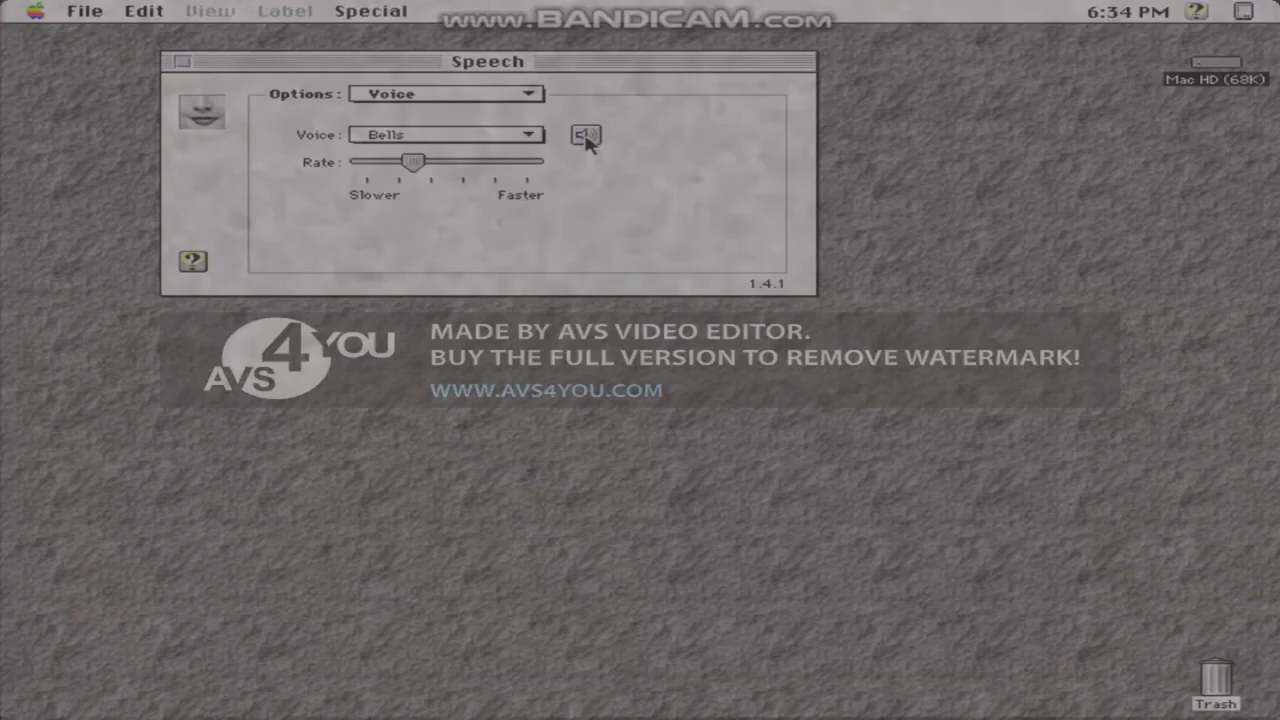 File Edit View Label Special
www.BANDICAM.com
6:34 PM ?
Speech
Options: Voice
Mac HD (68K)
Voice: Bells
Rate:
Slower Faster
?
1.4.1
AVS4YOU
MADE BY AVS VIDEO EDITOR.
BUY THE FULL VERSION TO REMOVE WATERMARK!
WWW.AVS4YOU.COM
Trash